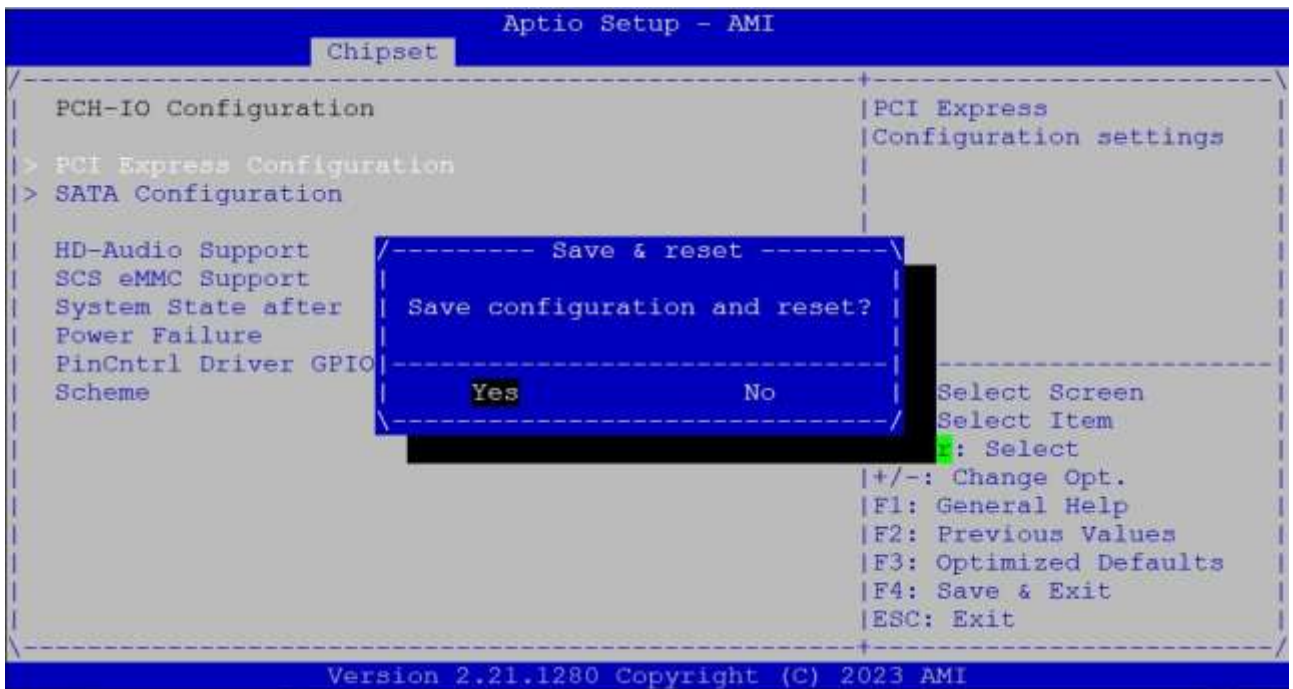 Aptio Setup - AMI
Chipset
PCH-IO Configuration
> PCI Express Configuration
> SATA Configuration
HD-Audio Support
SCS eMMC Support
System State after
Power Failure
PinCntrl Driver GPIO
Scheme
PCI Express
Configuration settings
Save & reset
Save configuration and reset?
Yes No
Select Screen
Select Item
r: Select
+/-: Change Opt.
F1: General Help
F2: Previous Values
F3: Optimized Defaults
F4: Save & Exit
ESC: Exit
Version 2.21.1280 Copyright (C) 2023 AMI